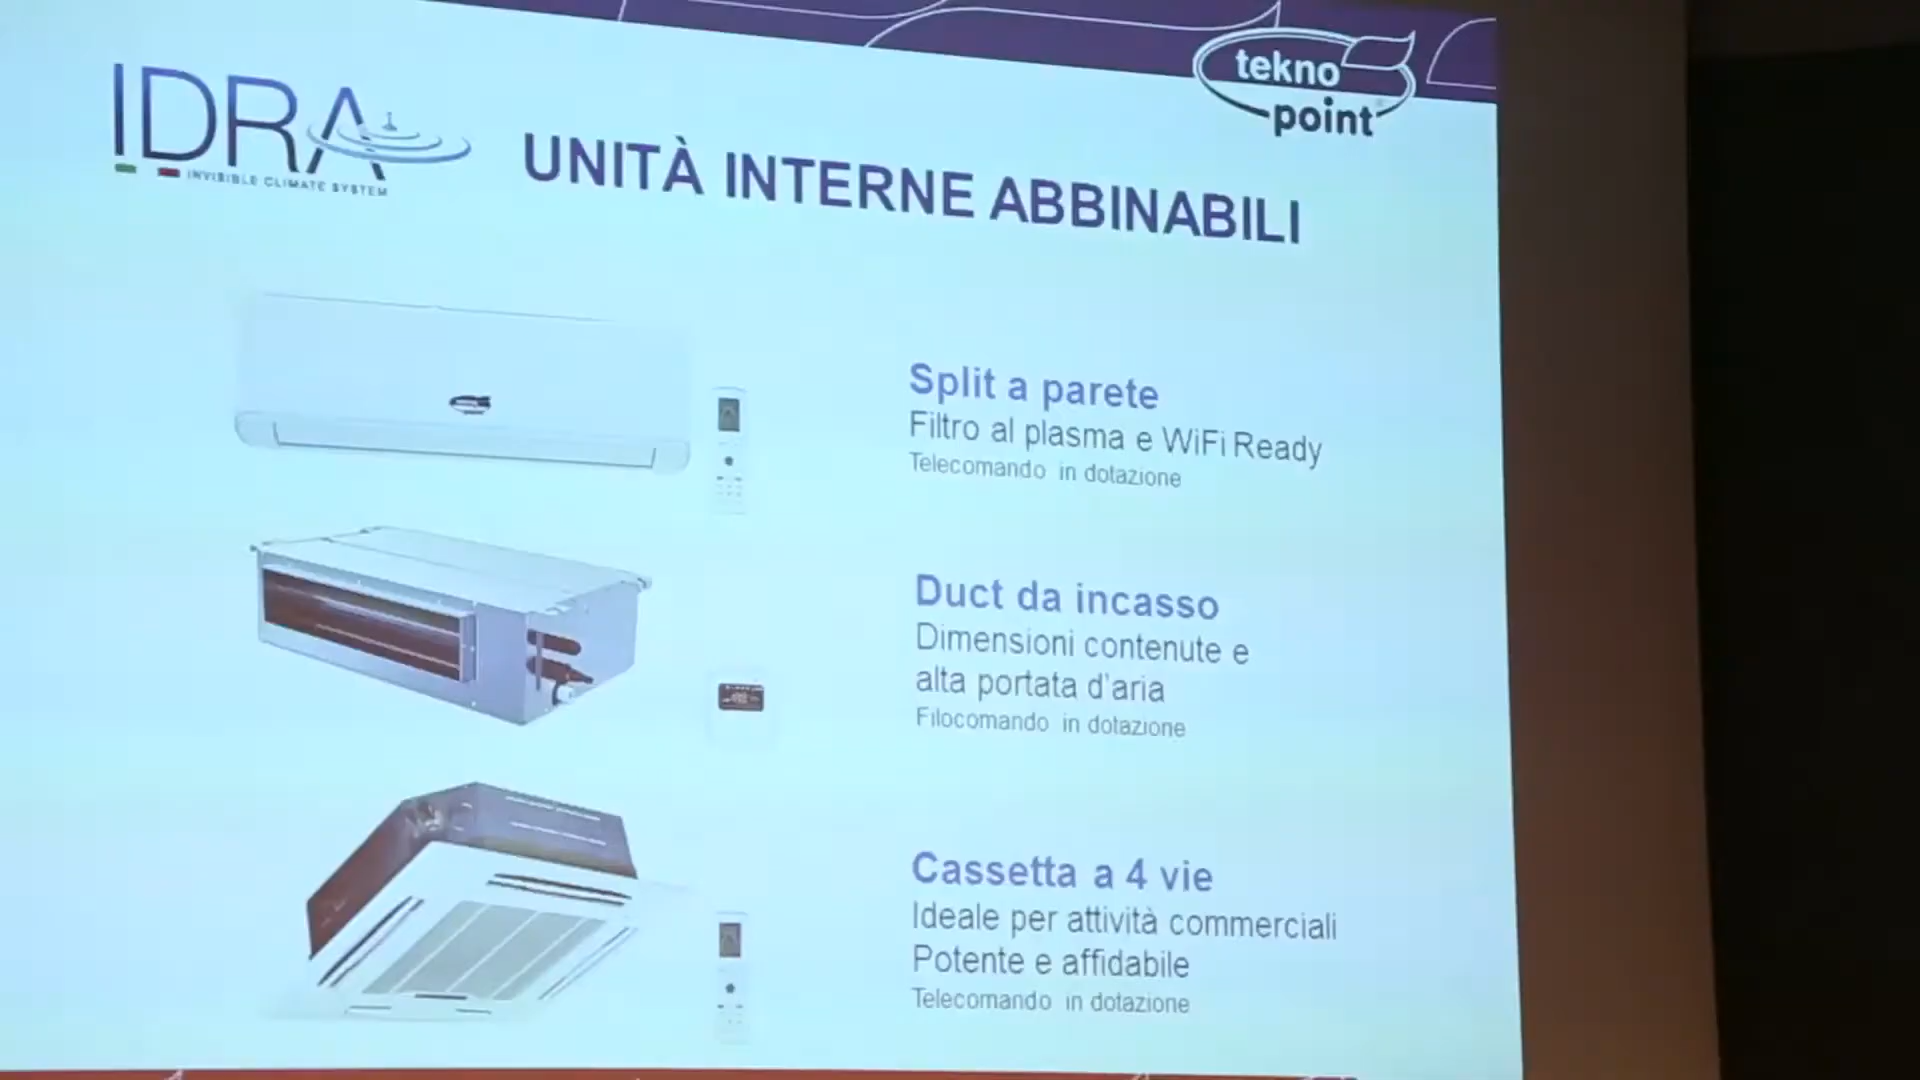 IDRA
INVISIBLE CLIMATE SYSTEM
tekno
point
UNITÀ INTERNE ABBINABILI
Split a parete
Filtro al plasma e WiFi Ready
Telecomando in dotazione
Duct da incasso
Dimensioni contenute e
alta portata d'aria
Filocomando in dotazione
Cassetta a 4 vie
Ideale per attività commerciali
Potente e affidabile
Telecomando in dotazione